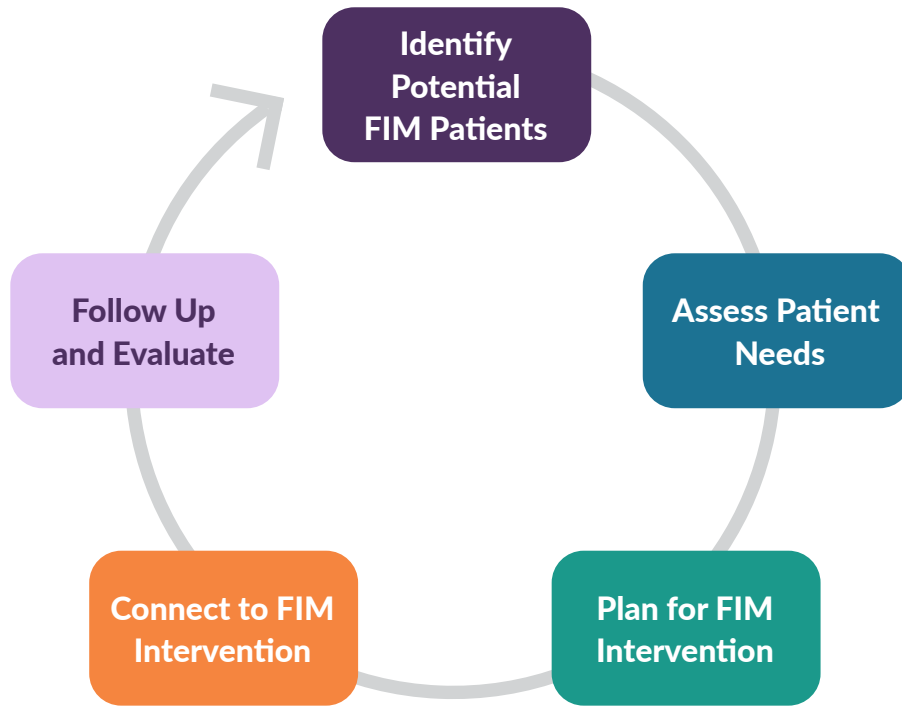 Identify
Potential
FIM Patients
Assess Patient
Needs
Plan for FIM
Intervention
Connect to FIM
Intervention
Follow Up
and Evaluate